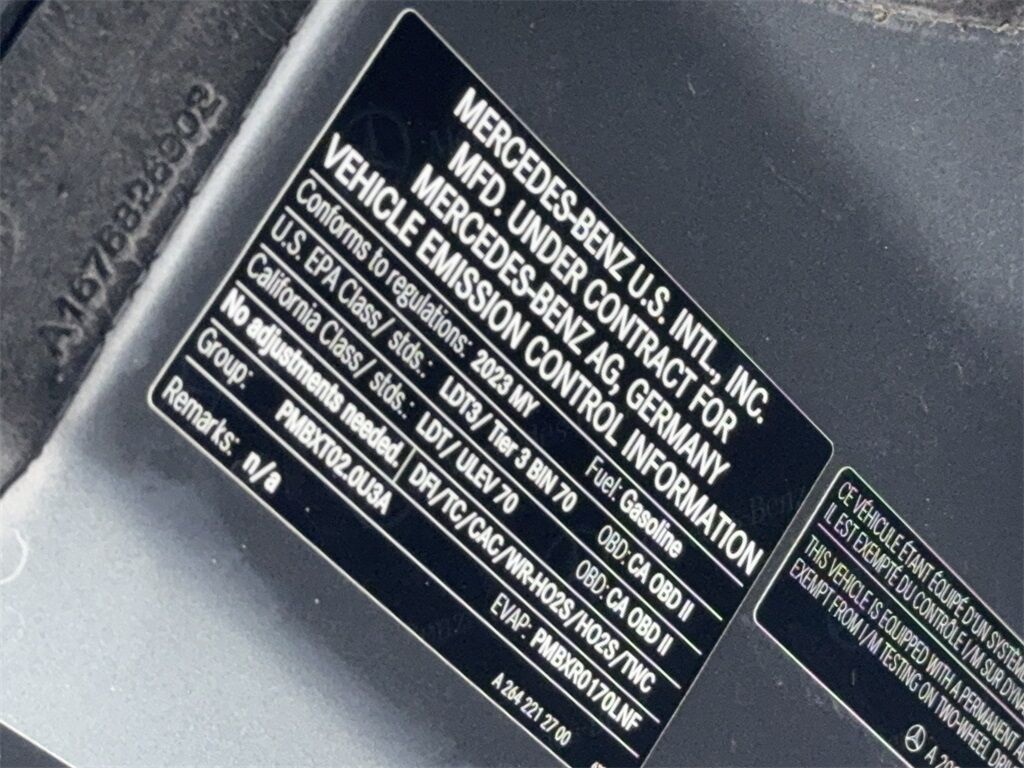 A1676826902
MERCEDES-BENZ U.S. INTL., INC.
MFD. UNDER CONTRACT FOR
MERCEDES-BENZ AG, GERMANY
VEHICLE EMISSION CONTROL INFORMATION
Conforms to regulations: 2023 MY Fuel: Gasoline
U.S. EPA Class/ stds.: LDT3/ Tier 3 BIN 70 OBD: CA OBD II
California Class/ stds.: LDT/ ULEV 70 OBD: CA OBD II
No adjustments needed. DFI/TC/CAC/WR-HO2S/HO2S/TWC
Group: PMBXT02.0U3A EVAP: PMBXR0170LNF
Remarks: n/a
A 264 221 27 00
CE VÉHICULE ÉTANT ÉQUIPÉ D'UN SYSTÈME
IL EST EXEMPTÉ DU CONTRÔLE I/M SUR
THIS VEHICLE IS EQUIPPED WITH A PERMANENT
EXEMPT FROM I/M TESTING ON TWO-WHEEL